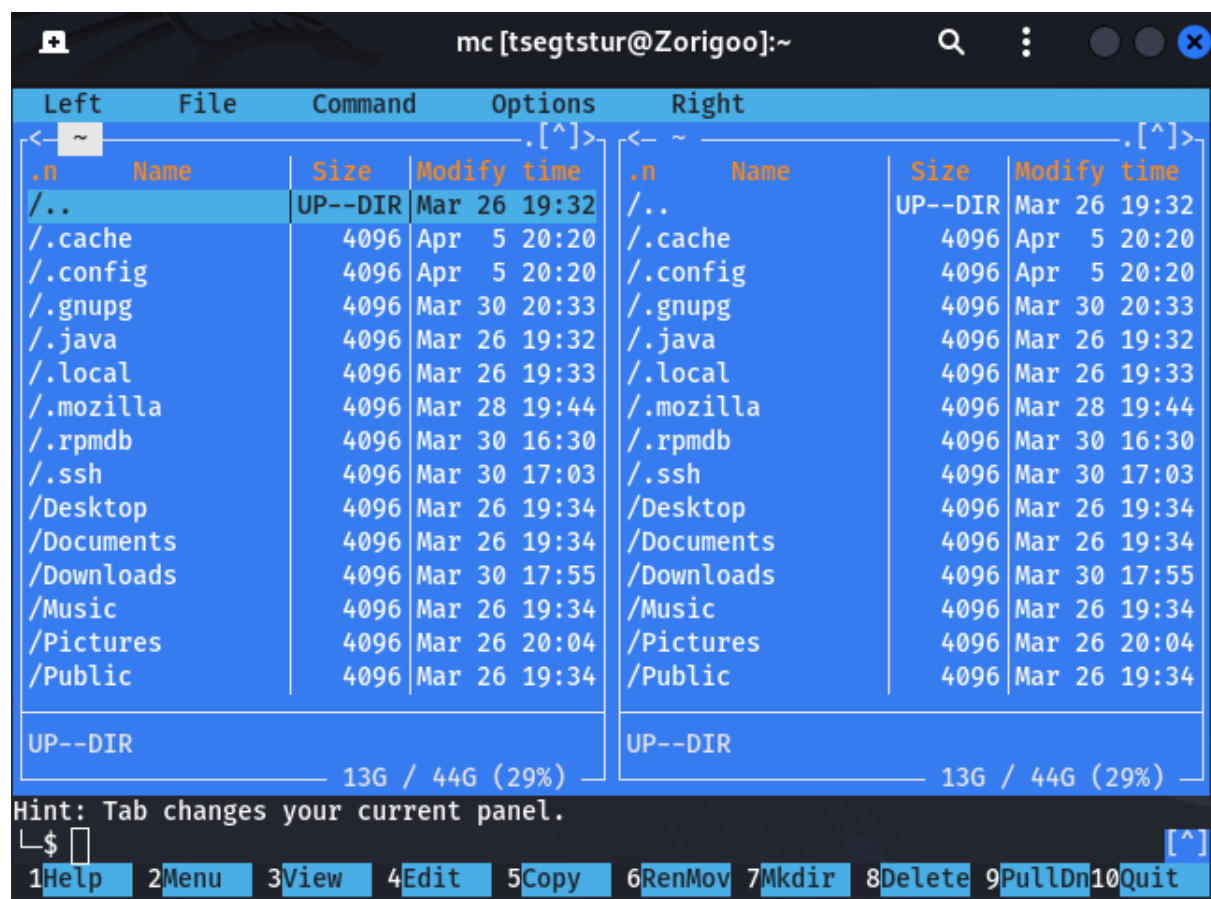 mc [tsegtstur@Zorigoo]:~
Left File Command Options Right
<─ ~ .[^]> <─ ~ .[^]>
.n Name Size Modify time .n Name Size Modify time
/.. UP--DIR Mar 26 19:32 /.. UP--DIR Mar 26 19:32
/.cache 4096 Apr 5 20:20 /.cache 4096 Apr 5 20:20
/.config 4096 Apr 5 20:20 /.config 4096 Apr 5 20:20
/.gnupg 4096 Mar 30 20:33 /.gnupg 4096 Mar 30 20:33
/.java 4096 Mar 26 19:32 /.java 4096 Mar 26 19:32
/.local 4096 Mar 26 19:33 /.local 4096 Mar 26 19:33
/.mozilla 4096 Mar 28 19:44 /.mozilla 4096 Mar 28 19:44
/.rpmdb 4096 Mar 30 16:30 /.rpmdb 4096 Mar 30 16:30
/.ssh 4096 Mar 30 17:03 /.ssh 4096 Mar 30 17:03
/Desktop 4096 Mar 26 19:34 /Desktop 4096 Mar 26 19:34
/Documents 4096 Mar 26 19:34 /Documents 4096 Mar 26 19:34
/Downloads 4096 Mar 30 17:55 /Downloads 4096 Mar 30 17:55
/Music 4096 Mar 26 19:34 /Music 4096 Mar 26 19:34
/Pictures 4096 Mar 26 20:04 /Pictures 4096 Mar 26 20:04
/Public 4096 Mar 26 19:34 /Public 4096 Mar 26 19:34
UP--DIR UP--DIR
13G / 44G (29%) 13G / 44G (29%)
Hint: Tab changes your current panel.
└─$ [^]
1Help 2Menu 3View 4Edit 5Copy 6RenMov 7Mkdir 8Delete 9PullDn 10Quit